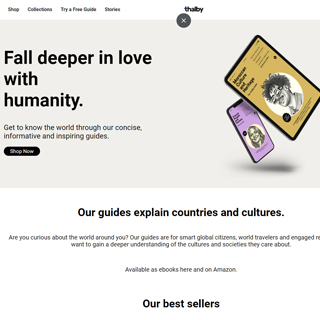 Shop Collections Try a Free Guide Stories thalby
Fall deeper in love
with
humanity.
Get to know the world through our concise,
informative and inspiring guides.
Shop Now
Moroccan
Culture
and
Heritage
Our guides explain countries and cultures.
Are you curious about the world around you? Our guides are for smart global citizens, world travelers and engaged re
want to gain a deeper understanding of the cultures and societies they care about.
Available as ebooks here and on Amazon.
Our best sellers